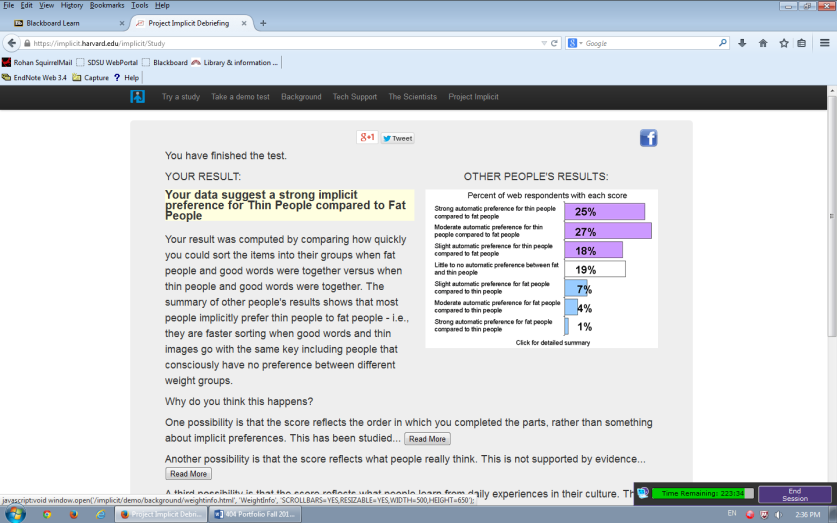 File Edit View History Bookmarks Tools Help
Blackboard Learn × Project Implicit Debriefing × +
https://implicit.harvard.edu/implicit/Study Google
Rohan SquirrelMail SDSU WebPortal Blackboard Library & information ...
EndNote Web 3.4 Capture ? Help
Try a study Take a demo test Background Tech Support The Scientists Project Implicit
g+1 Tweet f
You have finished the test.
YOUR RESULT:
Your data suggest a strong implicit
preference for Thin People compared to Fat
People
Your result was computed by comparing how quickly
you could sort the items into their groups when fat
people and good words were together versus when
thin people and good words were together. The
summary of other people's results shows that most
people implicitly prefer thin people to fat people - i.e.,
they are faster sorting when good words and thin
images go with the same key including people that
consciously have no preference between different
weight groups.
OTHER PEOPLE'S RESULTS:
Percent of web respondents with each score
Strong automatic preference for thin people
compared to fat people 25%
Moderate automatic preference for thin
people compared to fat people 27%
Slight automatic preference for thin people
compared to fat people 18%
Little to no automatic preference between fat
and thin people 19%
Slight automatic preference for fat people
compared to thin people 7%
Moderate automatic preference for fat people
compared to thin people 4%
Strong automatic preference for fat people
compared to thin people 1%
Click for detailed summary
Why do you think this happens?
One possibility is that the score reflects the order in which you completed the parts, rather than something
about implicit preferences. This has been studied... Read More
Another possibility is that the score reflects what people really think. This is not supported by evidence...
Read More
A third possibility is that the score reflects what people learn from daily experiences in their culture.
javascript:void window.open('/implicit/demo/background/weightinfo.html', 'WeightInfo', 'SCROLLBARS=YES,RESIZABLE=YES,WIDTH=500,HEIGHT=650');
Time Remaining: 223:34
End
Session
Project Implicit Debri... 404 Portfolio Fall 201...
EN 2:36 PM